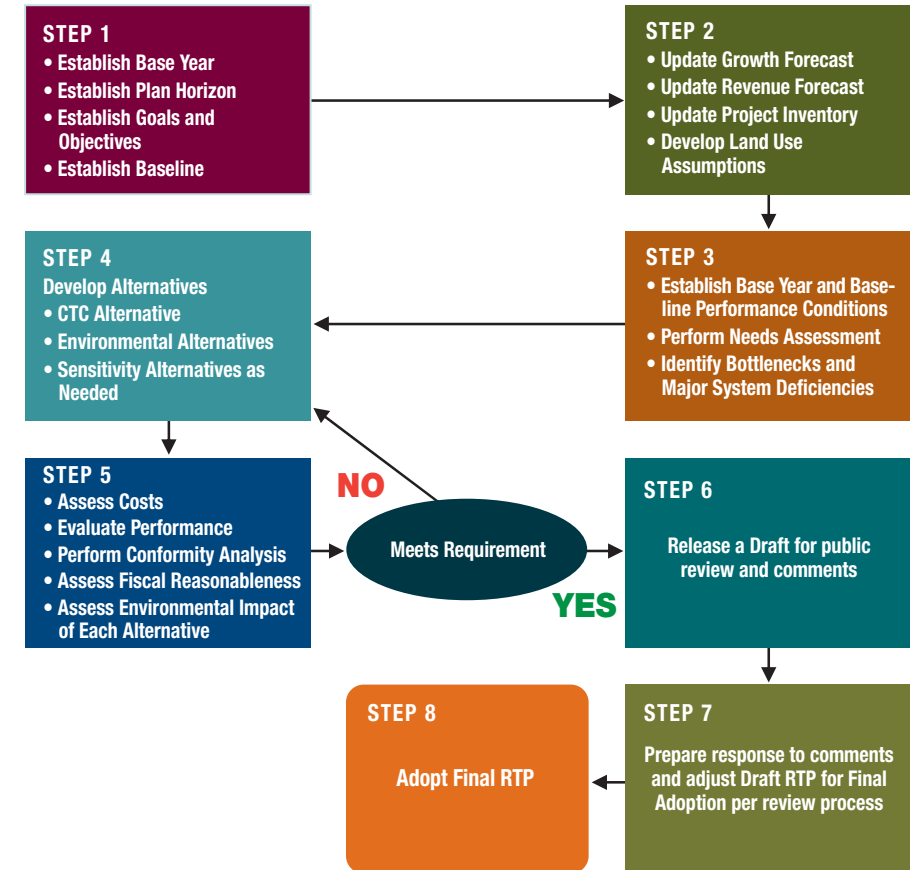 STEP 1
• Establish Base Year
• Establish Plan Horizon
• Establish Goals and
Objectives
• Establish Baseline
STEP 2
• Update Growth Forecast
• Update Revenue Forecast
• Update Project Inventory
• Develop Land Use
Assumptions
STEP 3
• Establish Base Year and Base-
line Performance Conditions
• Perform Needs Assessment
• Identify Bottlenecks and
Major System Deficiencies
STEP 4
Develop Alternatives
• CTC Alternative
• Environmental Alternatives
• Sensitivity Alternatives as
Needed
STEP 5
• Assess Costs
• Evaluate Performance
• Perform Conformity Analysis
• Assess Fiscal Reasonableness
• Assess Environmental Impact
of Each Alternative
NO
Meets Requirement
YES
STEP 6
Release a Draft for public
review and comments
STEP 7
Prepare response to comments
and adjust Draft RTP for Final
Adoption per review process
STEP 8
Adopt Final RTP